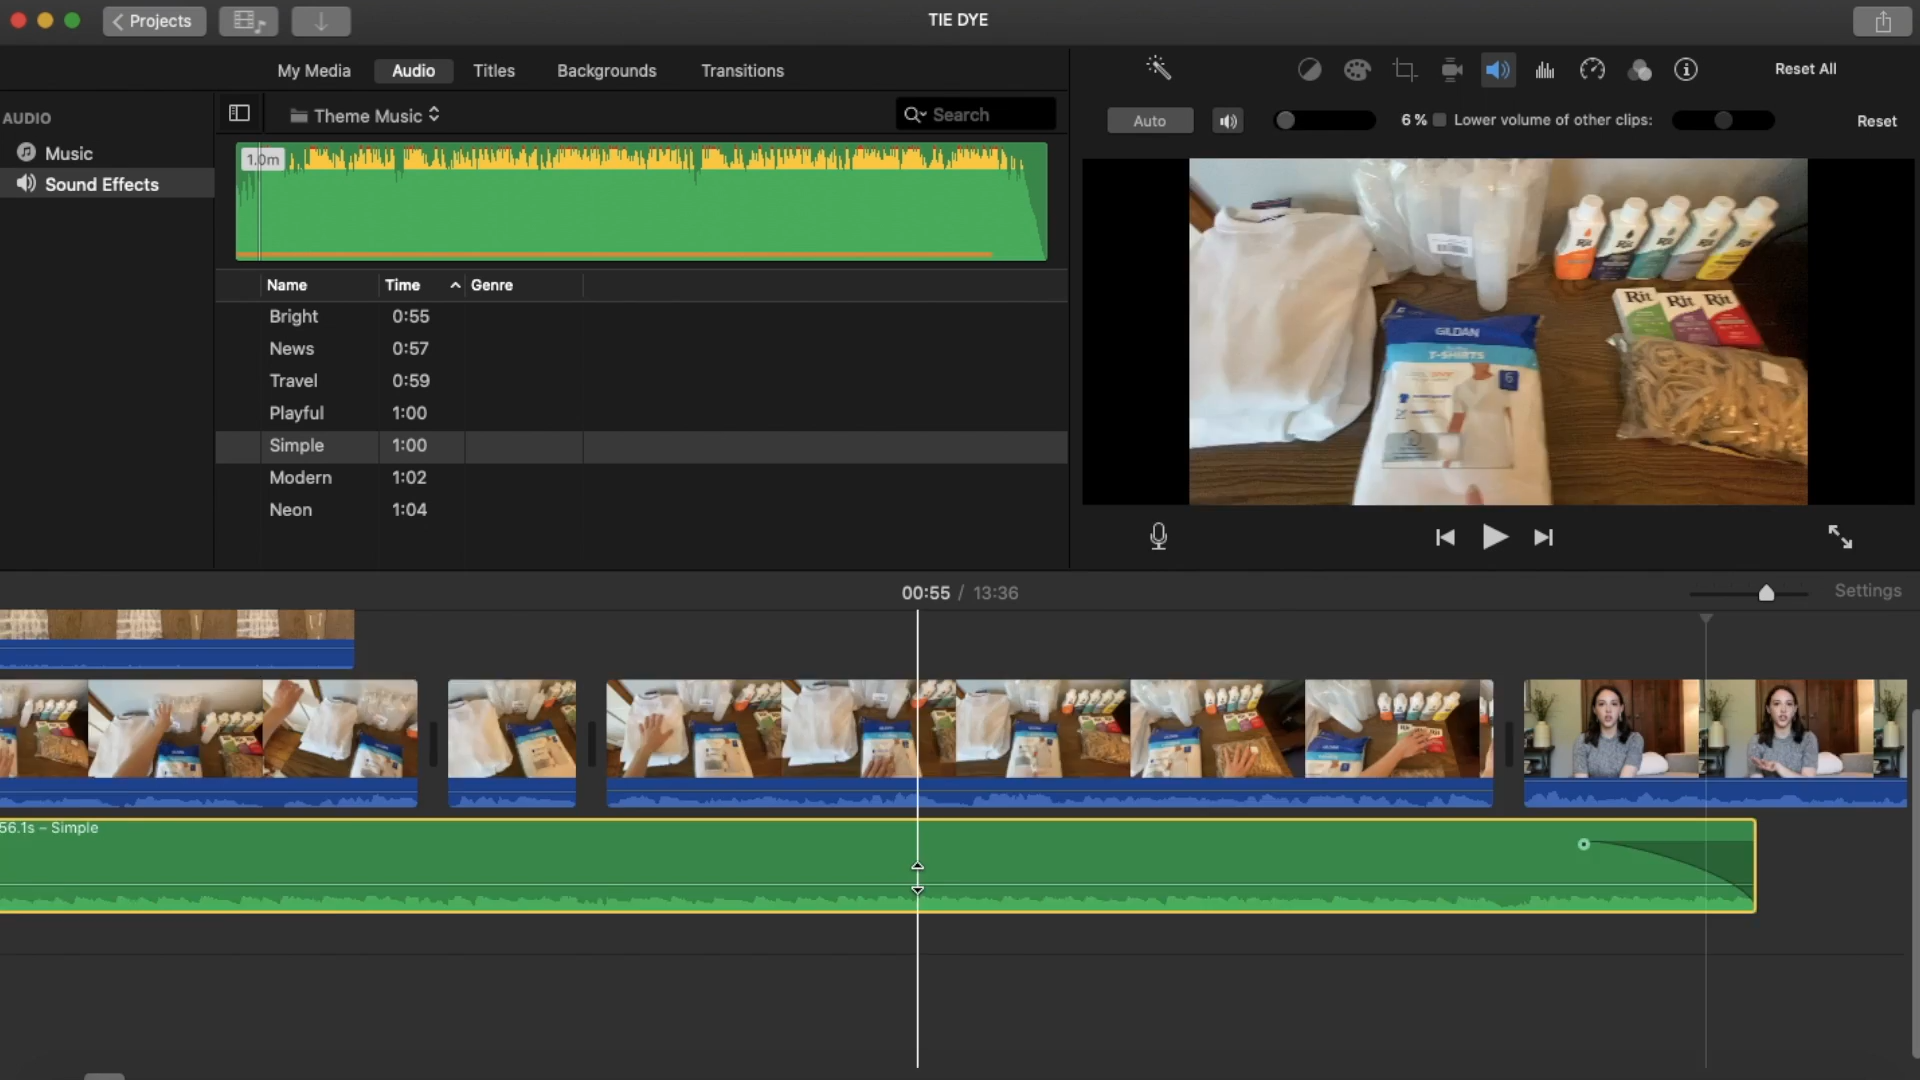 Projects
TIE DYE
My Media
Audio
Titles
Backgrounds
Transitions
Reset All
AUDIO
Music
Sound Effects
Theme Music
Search
Auto
6 %
Lower volume of other clips:
Reset
1.0m
Name
Time
Genre
Bright 0:55
News 0:57
Travel 0:59
Playful 1:00
Simple 1:00
Modern 1:02
Neon 1:04
Rit
Rit
Rit
GILDAN
T-SHIRTS
6
00:55 / 13:36
Settings
56.1s – Simple